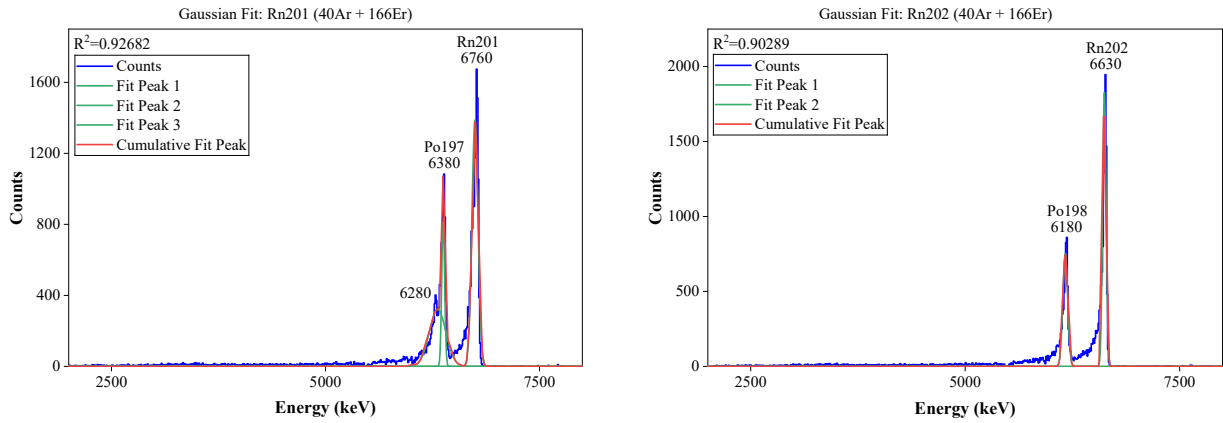 Gaussian Fit: Rn201 (40Ar + 166Er)
R²=0.92682
Counts
Fit Peak 1
Fit Peak 2
Fit Peak 3
Cumulative Fit Peak
Rn201
6760
Po197
6380
6280
1600
1200
800
400
0
2500
5000
7500
Counts
Energy (keV)
Gaussian Fit: Rn202 (40Ar + 166Er)
R²=0.90289
Counts
Fit Peak 1
Fit Peak 2
Cumulative Fit Peak
Rn202
6630
Po198
6180
2000
1500
1000
500
0
2500
5000
7500
Counts
Energy (keV)